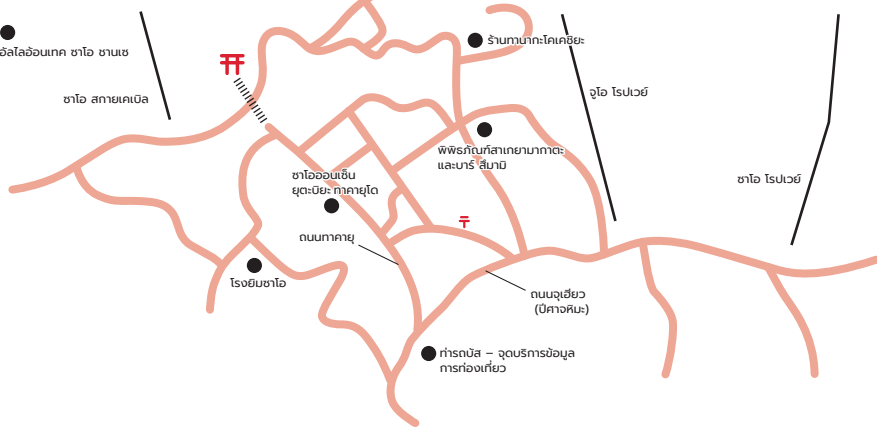 ร้านทานากะโคเคชิยะ
อัลไลอ้อนเทค ซาโอ ซานเซ
จูโอ โรปเวย์
ซาโอ สกายเคเบิล
พิพิธภัณฑ์สาเกยามากาตะ
และบาร์ สึมามิ
ซาโอออนเซ็น
ยุตะบิยะ ทาคายุโด
ซาโอ โรปเวย์
ถนนทาคายุ
โรงยิมซาโอ
ถนนจุเฮียว
(ปีศาจหิมะ)
ท่ารถบัส – จุดบริการข้อมูล
การท่องเที่ยว